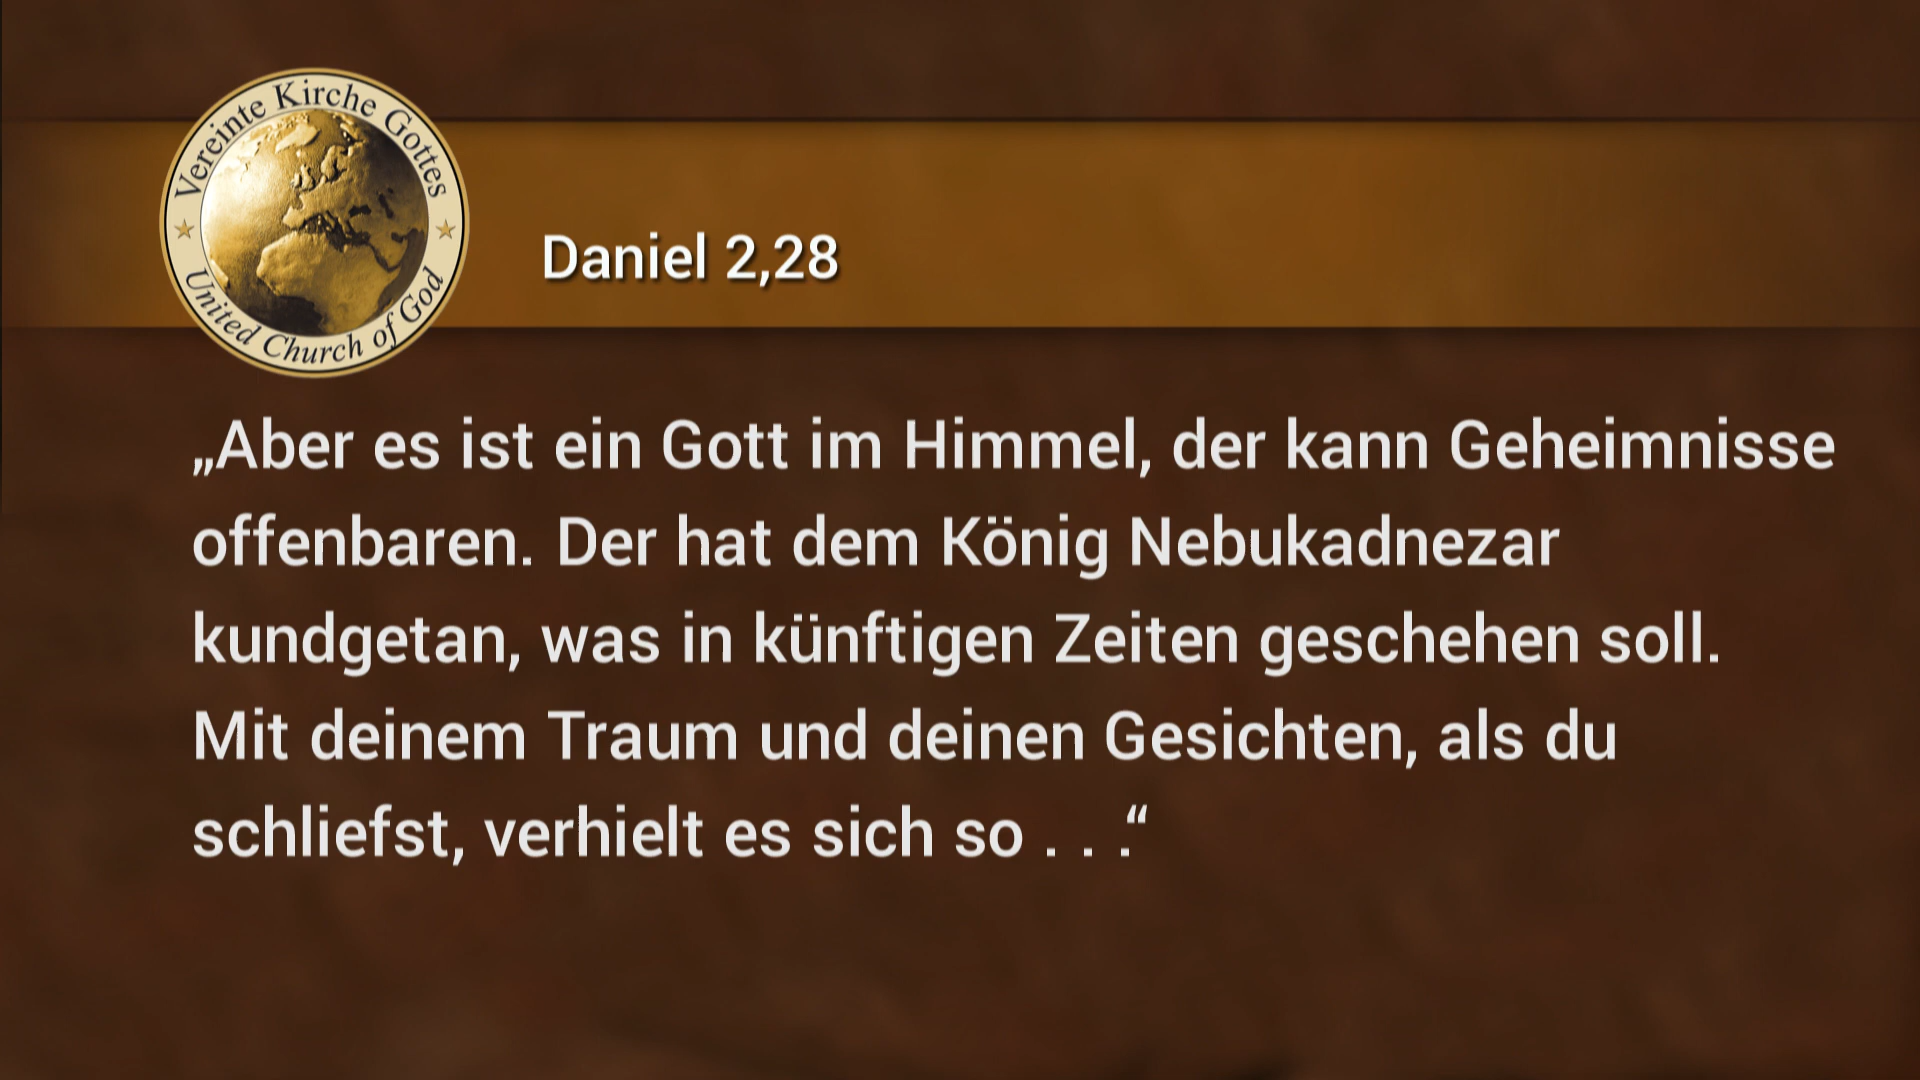 Vereinte Kirche Gottes
United Church of God
Daniel 2,28
„Aber es ist ein Gott im Himmel, der kann Geheimnisse
offenbaren. Der hat dem König Nebukadnezar
kundgetan, was in künftigen Zeiten geschehen soll.
Mit deinem Traum und deinen Gesichten, als du
schliefst, verhielt es sich so . . .“